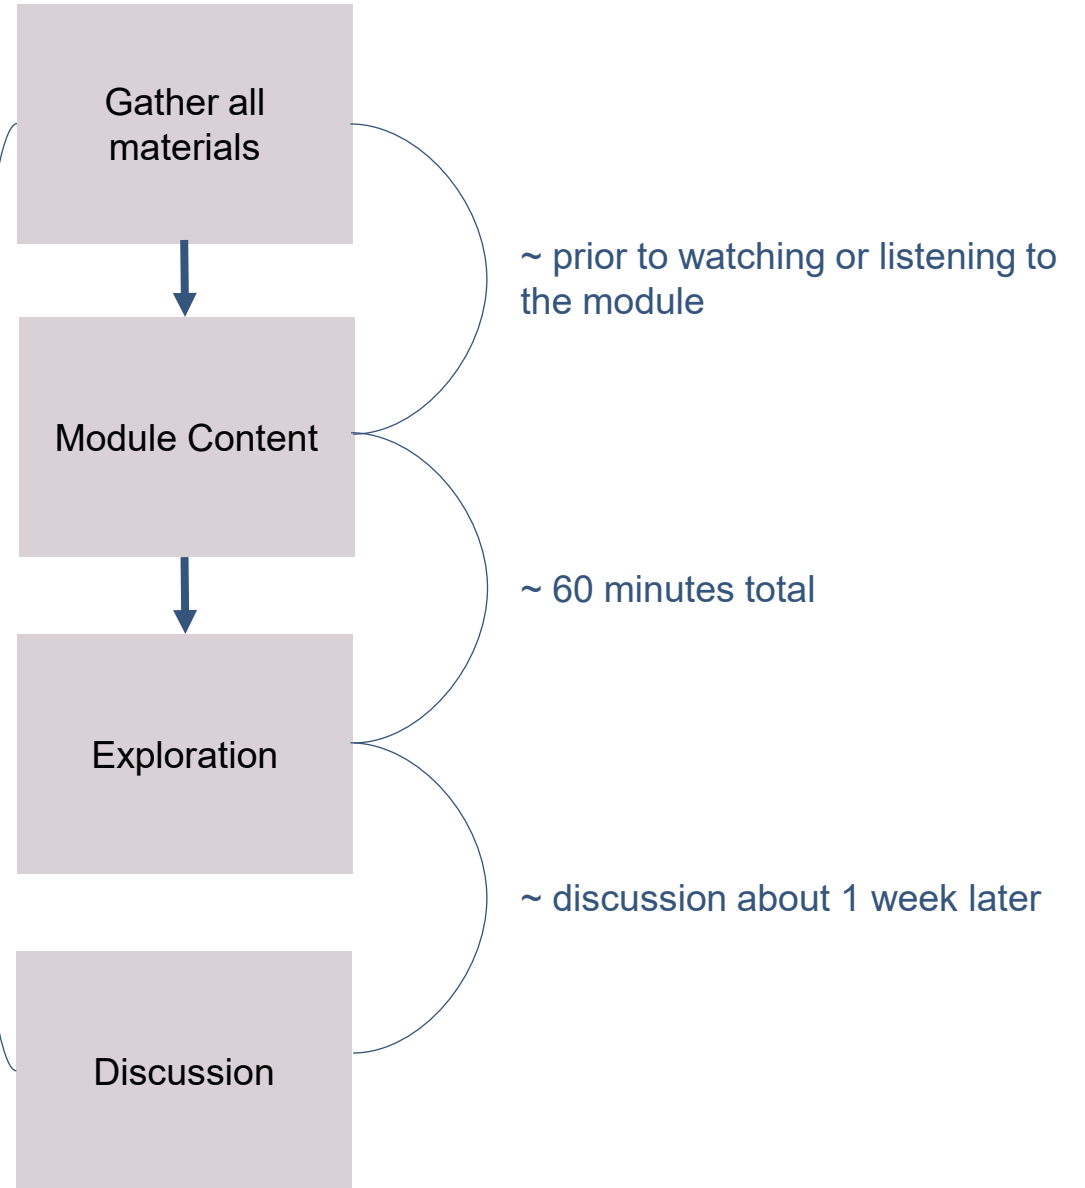 Gather all
materials
~ prior to watching or listening to
the module
Module Content
~ 60 minutes total
Exploration
~ discussion about 1 week later
Discussion